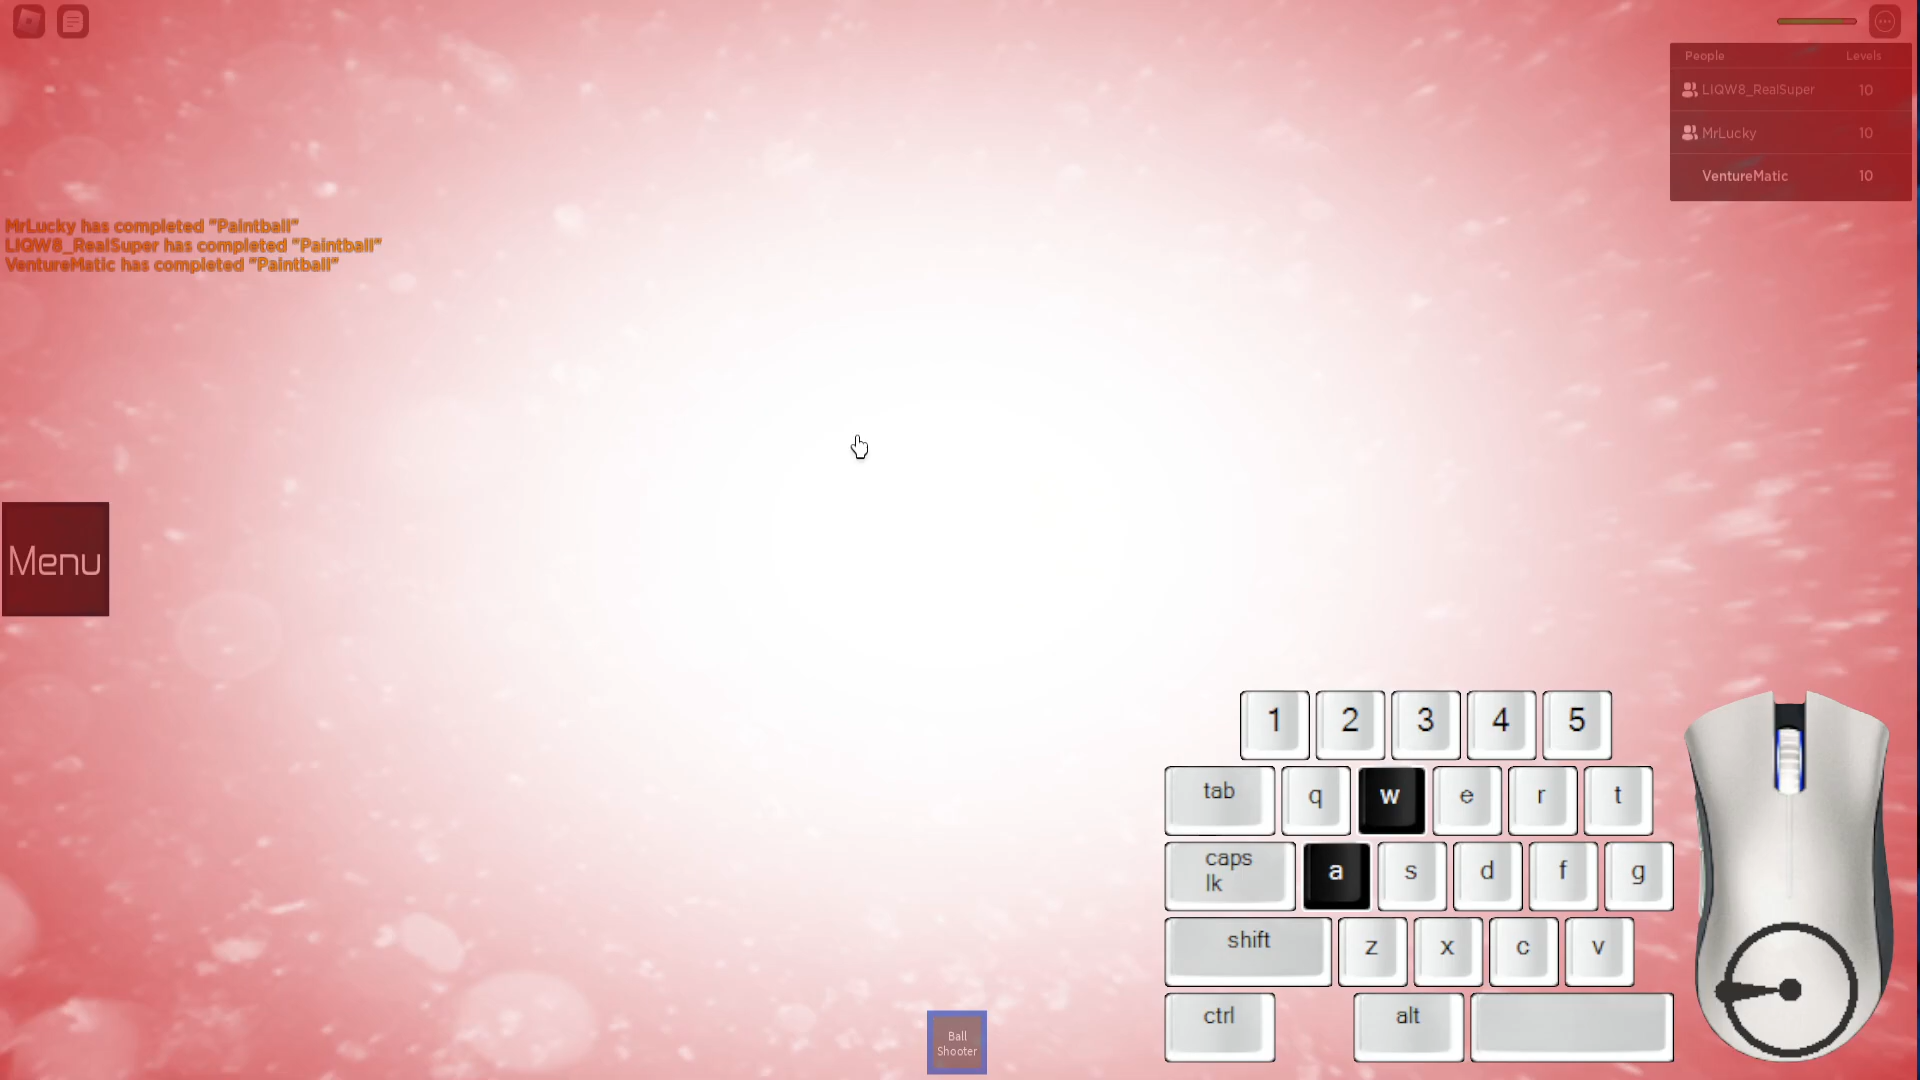 People Levels
LIQW8_RealSuper 10
MrLucky 10
VentureMatic 10
MrLucky has completed "Paintball"
LIQW8_RealSuper has completed "Paintball"
VentureMatic has completed "Paintball"
Menu
1 2 3 4 5
tab q w e r t
caps
lk
a s d f g
shift z x c v
ctrl alt
Ball
Shooter